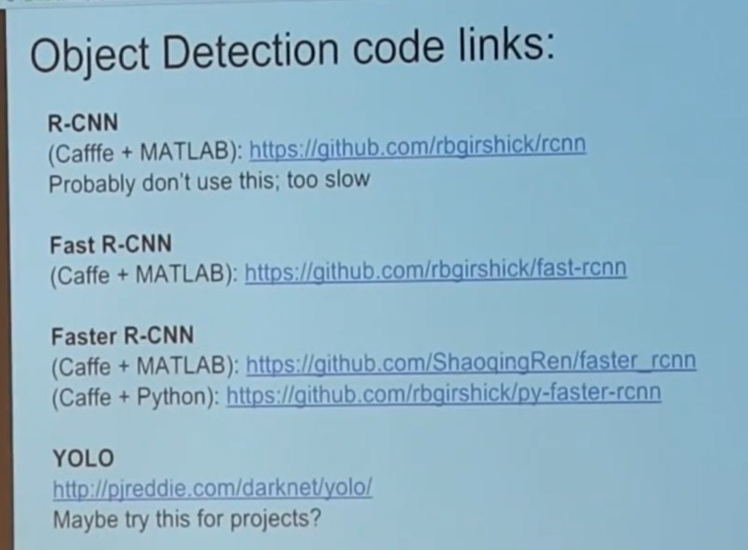 Object Detection code links:
R-CNN
(Cafffe + MATLAB): https://github.com/rbgirshick/rcnn
Probably don't use this; too slow
Fast R-CNN
(Caffe + MATLAB): https://github.com/rbgirshick/fast-rcnn
Faster R-CNN
(Caffe + MATLAB): https://github.com/ShaoqingRen/faster_rcnn
(Caffe + Python): https://github.com/rbgirshick/py-faster-rcnn
YOLO
http://pjreddie.com/darknet/yolo/
Maybe try this for projects?